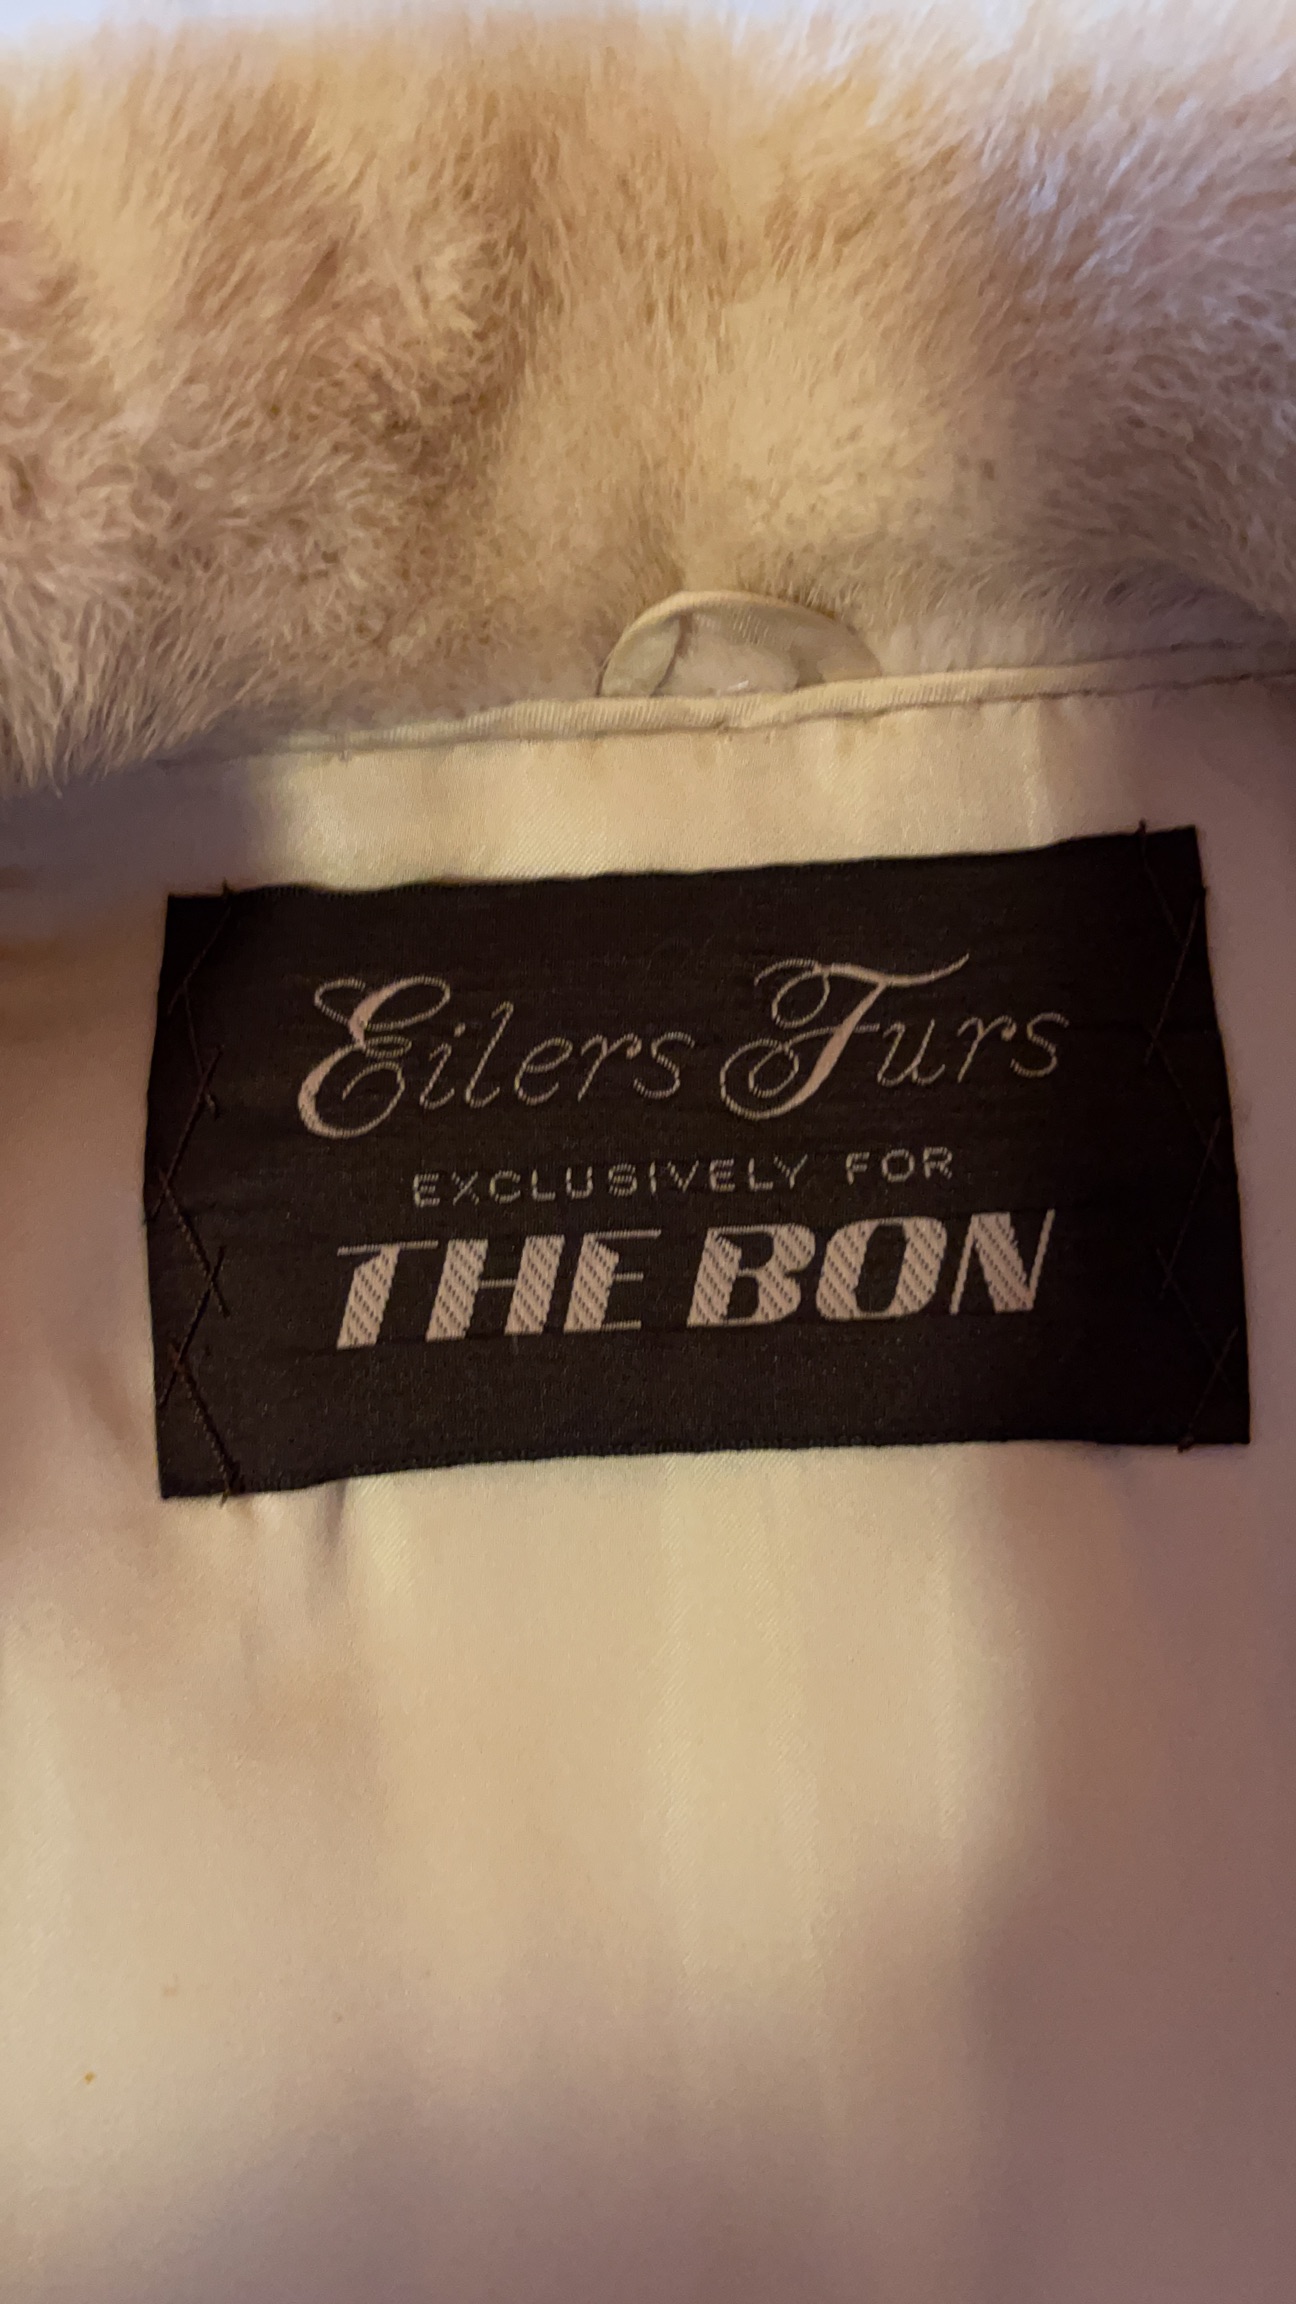 Eilers Furs
EXCLUSIVELY FOR
THE BON